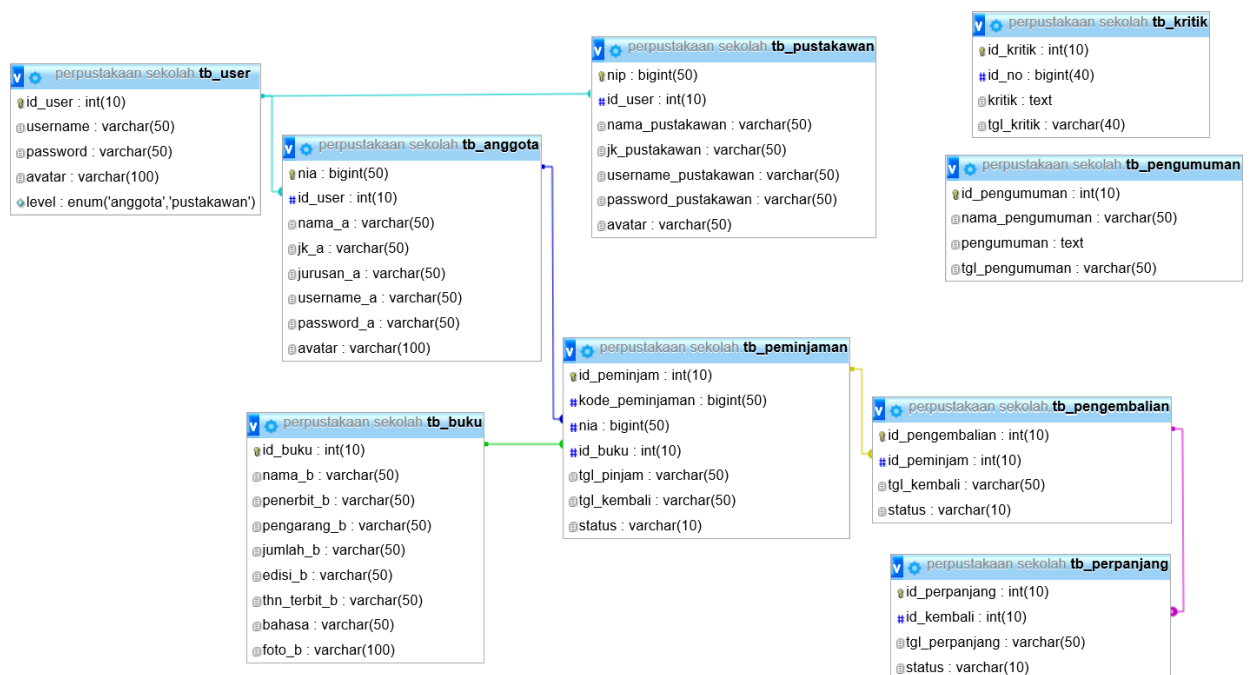 perpustakaan sekolah tb_user
id_user : int(10)
username : varchar(50)
password : varchar(50)
avatar : varchar(100)
level : enum('anggota','pustakawan')
perpustakaan sekolah tb_anggota
nia : bigint(50)
#id_user : int(10)
nama_a : varchar(50)
jk_a : varchar(50)
jurusan_a : varchar(50)
username_a : varchar(50)
password_a : varchar(50)
avatar : varchar(100)
perpustakaan sekolah tb_pustakawan
nip : bigint(50)
#id_user : int(10)
nama_pustakawan : varchar(50)
jk_pustakawan : varchar(50)
username_pustakawan : varchar(50)
password_pustakawan : varchar(50)
avatar : varchar(50)
perpustakaan sekolah tb_kritik
id_kritik : int(10)
#id_no : bigint(40)
kritik : text
tgl_kritik : varchar(40)
perpustakaan sekolah tb_pengumuman
id_pengumuman : int(10)
nama_pengumuman : varchar(50)
pengumuman : text
tgl_pengumuman : varchar(50)
perpustakaan sekolah tb_buku
id_buku : int(10)
nama_b : varchar(50)
penerbit_b : varchar(50)
pengarang_b : varchar(50)
jumlah_b : varchar(50)
edisi_b : varchar(50)
thn_terbit_b : varchar(50)
bahasa : varchar(50)
foto_b : varchar(100)
perpustakaan sekolah tb_peminjaman
id_peminjam : int(10)
#kode_peminjaman : bigint(50)
#nia : bigint(50)
#id_buku : int(10)
tgl_pinjam : varchar(50)
tgl_kembali : varchar(50)
status : varchar(10)
perpustakaan sekolah tb_pengembalian
id_pengembalian : int(10)
#id_peminjam : int(10)
tgl_kembali : varchar(50)
status : varchar(10)
perpustakaan sekolah tb_perpanjang
id_perpanjang : int(10)
#id_kembali : int(10)
tgl_perpanjang : varchar(50)
status : varchar(10)